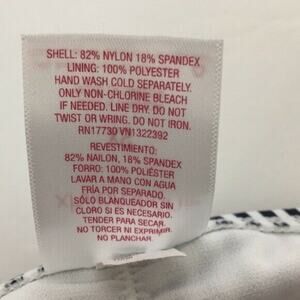 SHELL: 82% NYLON 18% SPANDEX
LINING: 100% POLYESTER
HAND WASH COLD SEPARATELY.
ONLY NON-CHLORINE BLEACH
IF NEEDED. LINE DRY. DO NOT
TWIST OR WRING. DO NOT IRON.
RN17730 VN1322392
REVESTIMIENTO:
82% NAILON, 18% SPANDEX
FORRO: 100% POLIÉSTER
LAVAR A MANO CON AGUA
FRÍA POR SEPARADO.
SÓLO BLANQUEADOR SIN
CLORO SI ES NECESARIO.
TENDER PARA SECAR.
NO TORCER NI EXPRIMIR.
NO PLANCHAR.